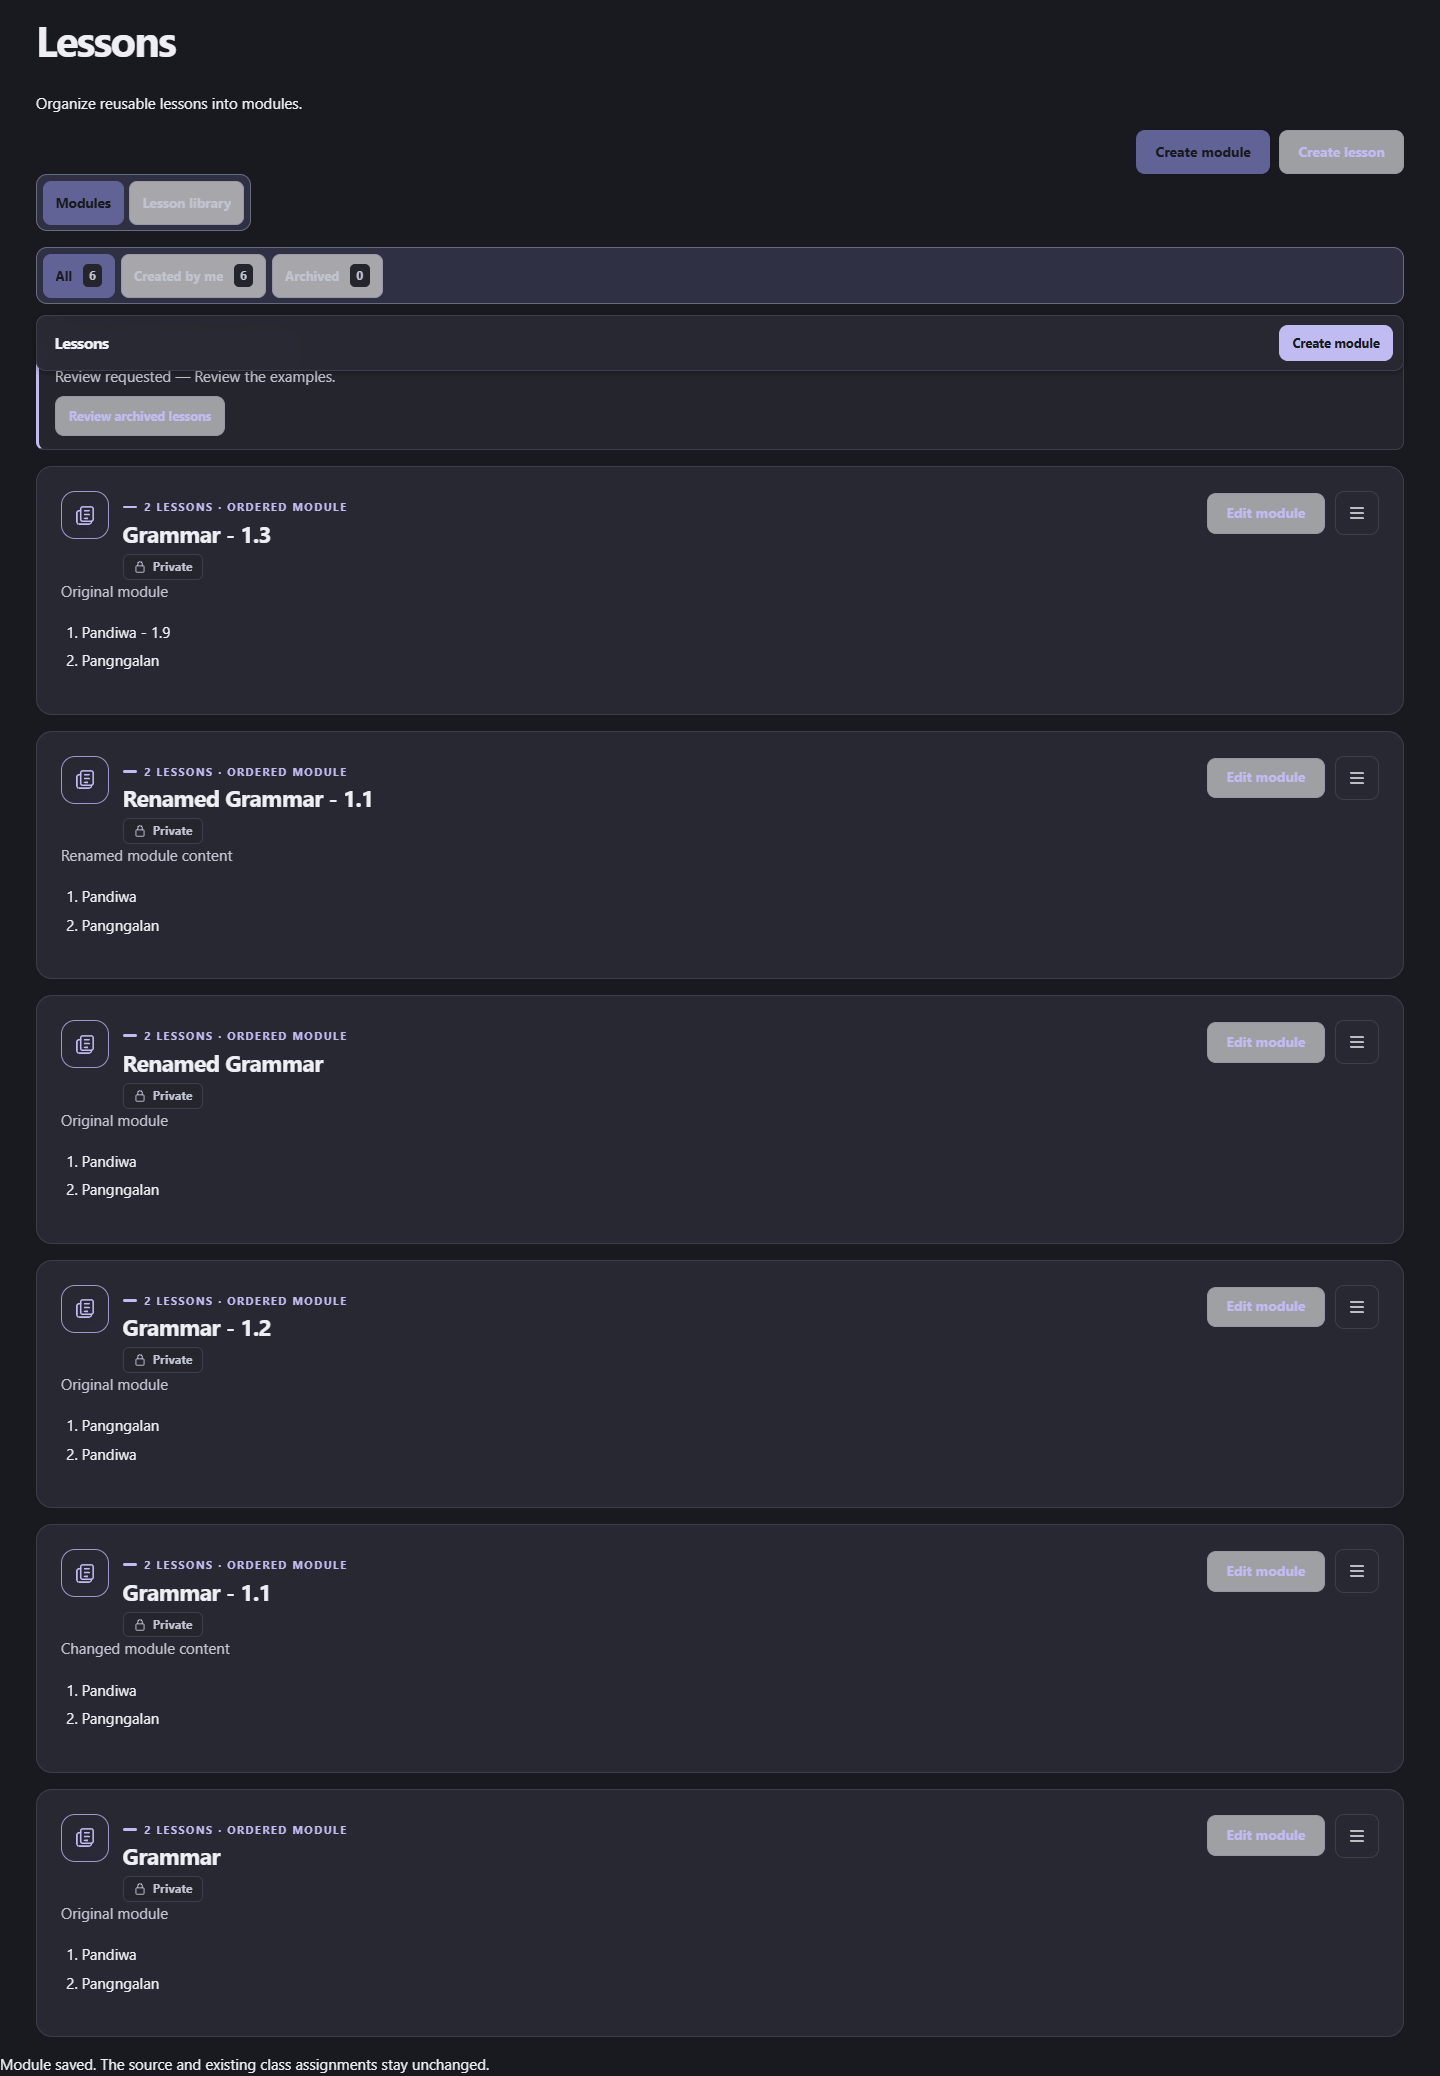 Lessons
Organize reusable lessons into modules.
Create module Create lesson
Modules Lesson library
All 6 Created by me 6 Archived 0
Lessons Create module
Review requested — Review the examples.
Review archived lessons
2 LESSONS · ORDERED MODULE
Grammar - 1.3
Edit module
Private
Original module
1. Pandiwa - 1.9
2. Pangngalan
2 LESSONS · ORDERED MODULE
Renamed Grammar - 1.1
Edit module
Private
Renamed module content
1. Pandiwa
2. Pangngalan
2 LESSONS · ORDERED MODULE
Renamed Grammar
Edit module
Private
Original module
1. Pandiwa
2. Pangngalan
2 LESSONS · ORDERED MODULE
Grammar - 1.2
Edit module
Private
Original module
1. Pangngalan
2. Pandiwa
2 LESSONS · ORDERED MODULE
Grammar - 1.1
Edit module
Private
Changed module content
1. Pandiwa
2. Pangngalan
2 LESSONS · ORDERED MODULE
Grammar
Edit module
Private
Original module
1. Pandiwa
2. Pangngalan
Module saved. The source and existing class assignments stay unchanged.